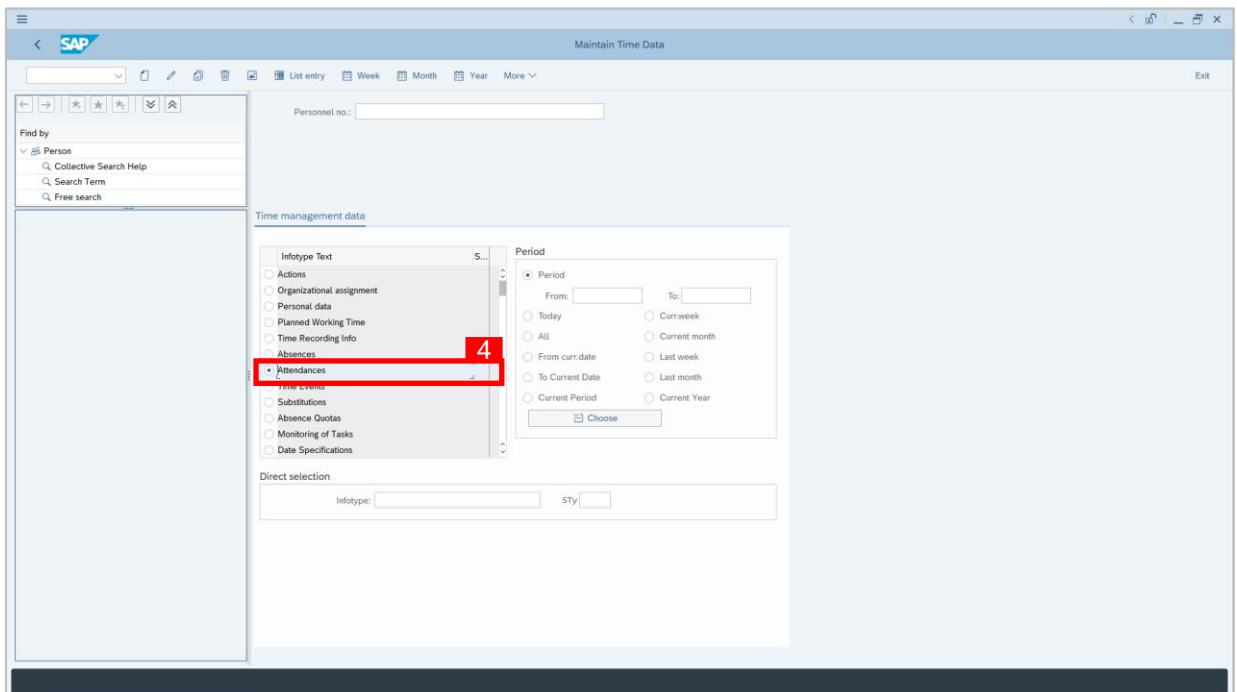 SAP
Maintain Time Data
List entry Week Month Year More Exit
Personnel no.:
Find by
Person
Collective Search Help
Search Term
Free search
Time management data
Infotype Text S...
Actions
Organizational assignment
Personal data
Planned Working Time
Time Recording Info
Absences
4
Attendances
Time Events
Substitutions
Absence Quotas
Monitoring of Tasks
Date Specifications
Period
Period
From: To:
Today Curr.week
All Current month
From curr.date Last week
To Current Date Last month
Current Period Current Year
Choose
Direct selection
Infotype: STy